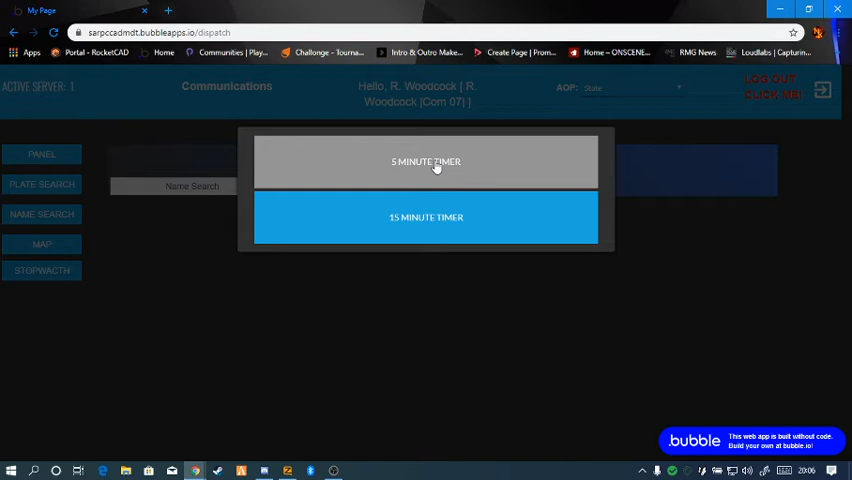 My Page
sarpccadmdt.bubbleapps.io/dispatch
Apps
Portal - RocketCAD
Home
Communities | Play...
Challonge - Tourna...
Intro & Outro Make...
Create Page | Prom...
Home – ONSCENE...
RMG News
Loudlabs | Capturin...
ACTIVE SERVER: 1
Communications
Hello, R. Woodcock [ R.
Woodcock [Com 07] ]
AOP:
State
LOG OUT
CLICK ME!
PANEL
PLATE SEARCH
NAME SEARCH
MAP
STOPWACTH
Name Search
5 MINUTE TIMER
15 MINUTE TIMER
.bubble
This web app is built without code.
Build your own at bubble.io!
20:06